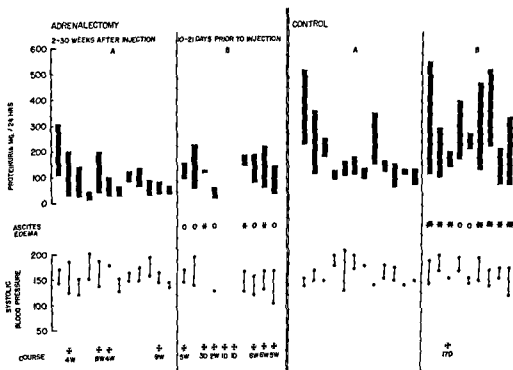 ADRENALECTOMY
CONTROL
2-30 WEEKS AFTER INJECTION
10-21 DAYS PRIOR TO INJECTION
A
B
A
B
PROTEINURIA MG./24 HRS
600
500
400
300
200
100
0
ASCITES
EDEMA
O O # O # O # O
# # # O O # # # #
SYSTOLIC
BLOOD PRESSURE
200
150
100
50
COURSE
4W 8W 4W 9W 5W 3D 2W 1D 1D 6W 6W 5W 17D